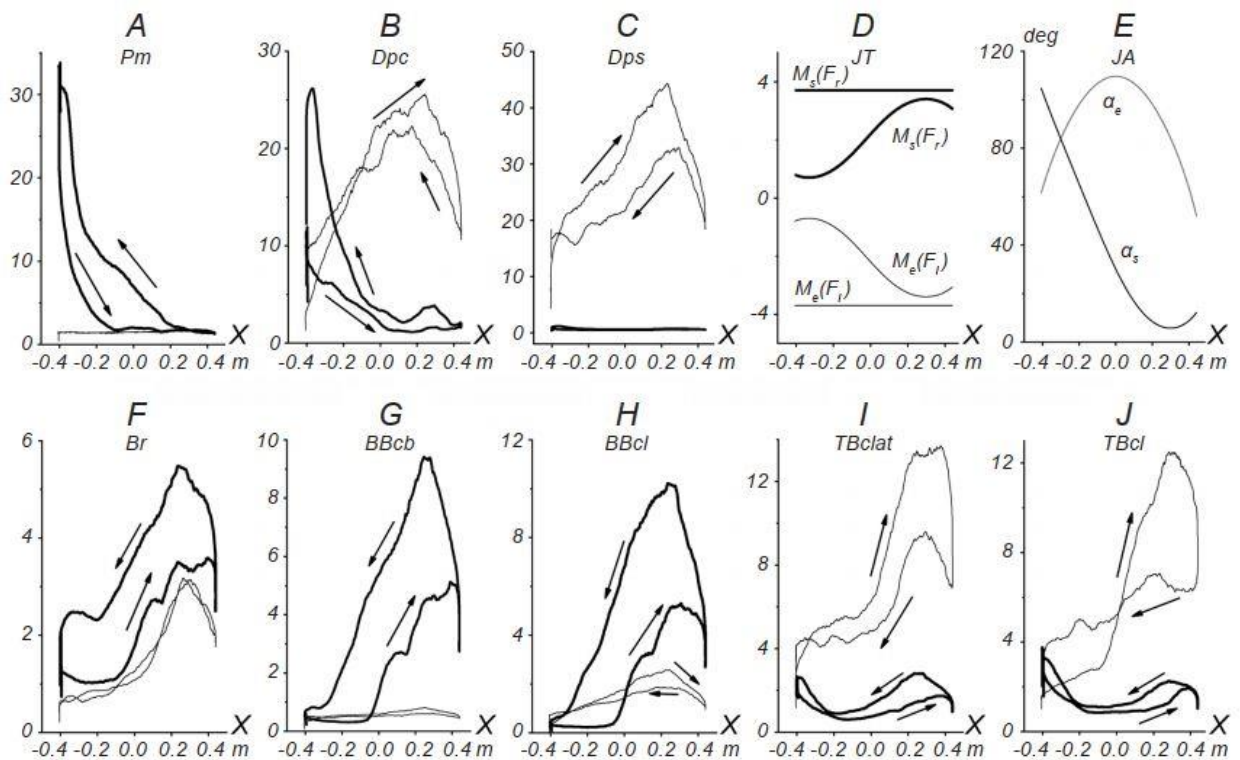 A
Pm
30
20
10
0
-0.4 -0.2 0.0 0.2 0.4 m
X
B
Dpc
30
20
10
0
-0.4 -0.2 0.0 0.2 0.4 m
X
C
Dps
50
40
30
20
10
0
-0.4 -0.2 0.0 0.2 0.4 m
X
D
JT
4
0
-4
Ms(Fr)
Ms(Fr)
Me(Fl)
Me(Fl)
-0.4 -0.2 0.0 0.2 0.4 m
X
E
deg
JA
120
80
40
0
αe
αs
-0.4 -0.2 0.0 0.2 0.4 m
X
F
Br
6
4
2
0
-0.4 -0.2 0.0 0.2 0.4 m
X
G
BBcb
10
8
6
4
2
0
-0.4 -0.2 0.0 0.2 0.4 m
X
H
BBcl
12
8
4
0
-0.4 -0.2 0.0 0.2 0.4 m
X
I
TBclat
12
8
4
0
-0.4 -0.2 0.0 0.2 0.4 m
X
J
TBcl
12
8
4
0
-0.4 -0.2 0.0 0.2 0.4 m
X